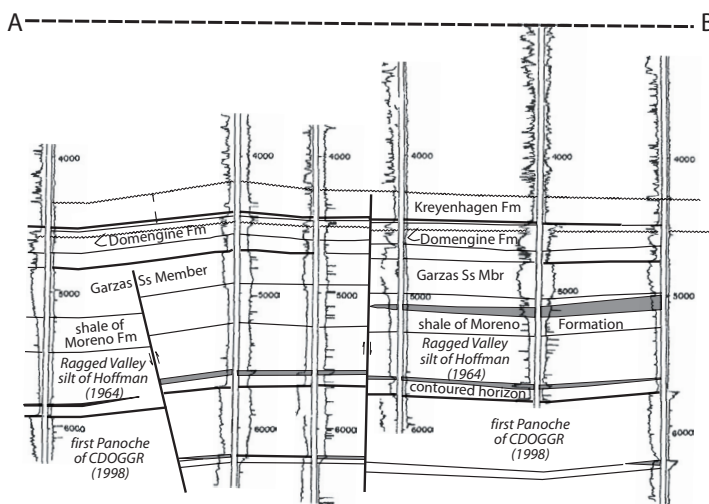 A
B
4000
4000
4000
4000
4000
4000
Kreyenhagen Fm
Domengine Fm
Domengine Fm
Garzas Ss Member
Garzas Ss Mbr
5000
5000
5000
5000
5000
5000
shale of
Moreno Fm
shale of Moreno
Formation
Ragged Valley
silt of Hoffman
(1964)
Ragged Valley
silt of Hoffman
(1964)
contoured horizon
6000
6000
6000
6000
6000
first Panoche
of CDOGGR
(1998)
first Panoche
of CDOGGR
(1998)